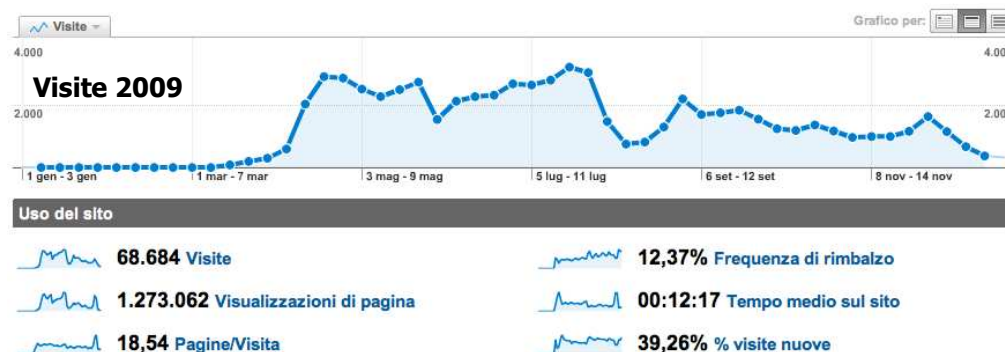 Visite
Grafico per:
4.000
4.00
Visite 2009
2.000
2.00
1 gen - 3 gen
1 mar - 7 mar
3 mag - 9 mag
5 lug - 11 lug
6 set - 12 set
8 nov - 14 nov
Uso del sito
68.684 Visite
12,37% Frequenza di rimbalzo
1.273.062 Visualizzazioni di pagina
00:12:17 Tempo medio sul sito
18,54 Pagine/Visita
39,26% % visite nuove